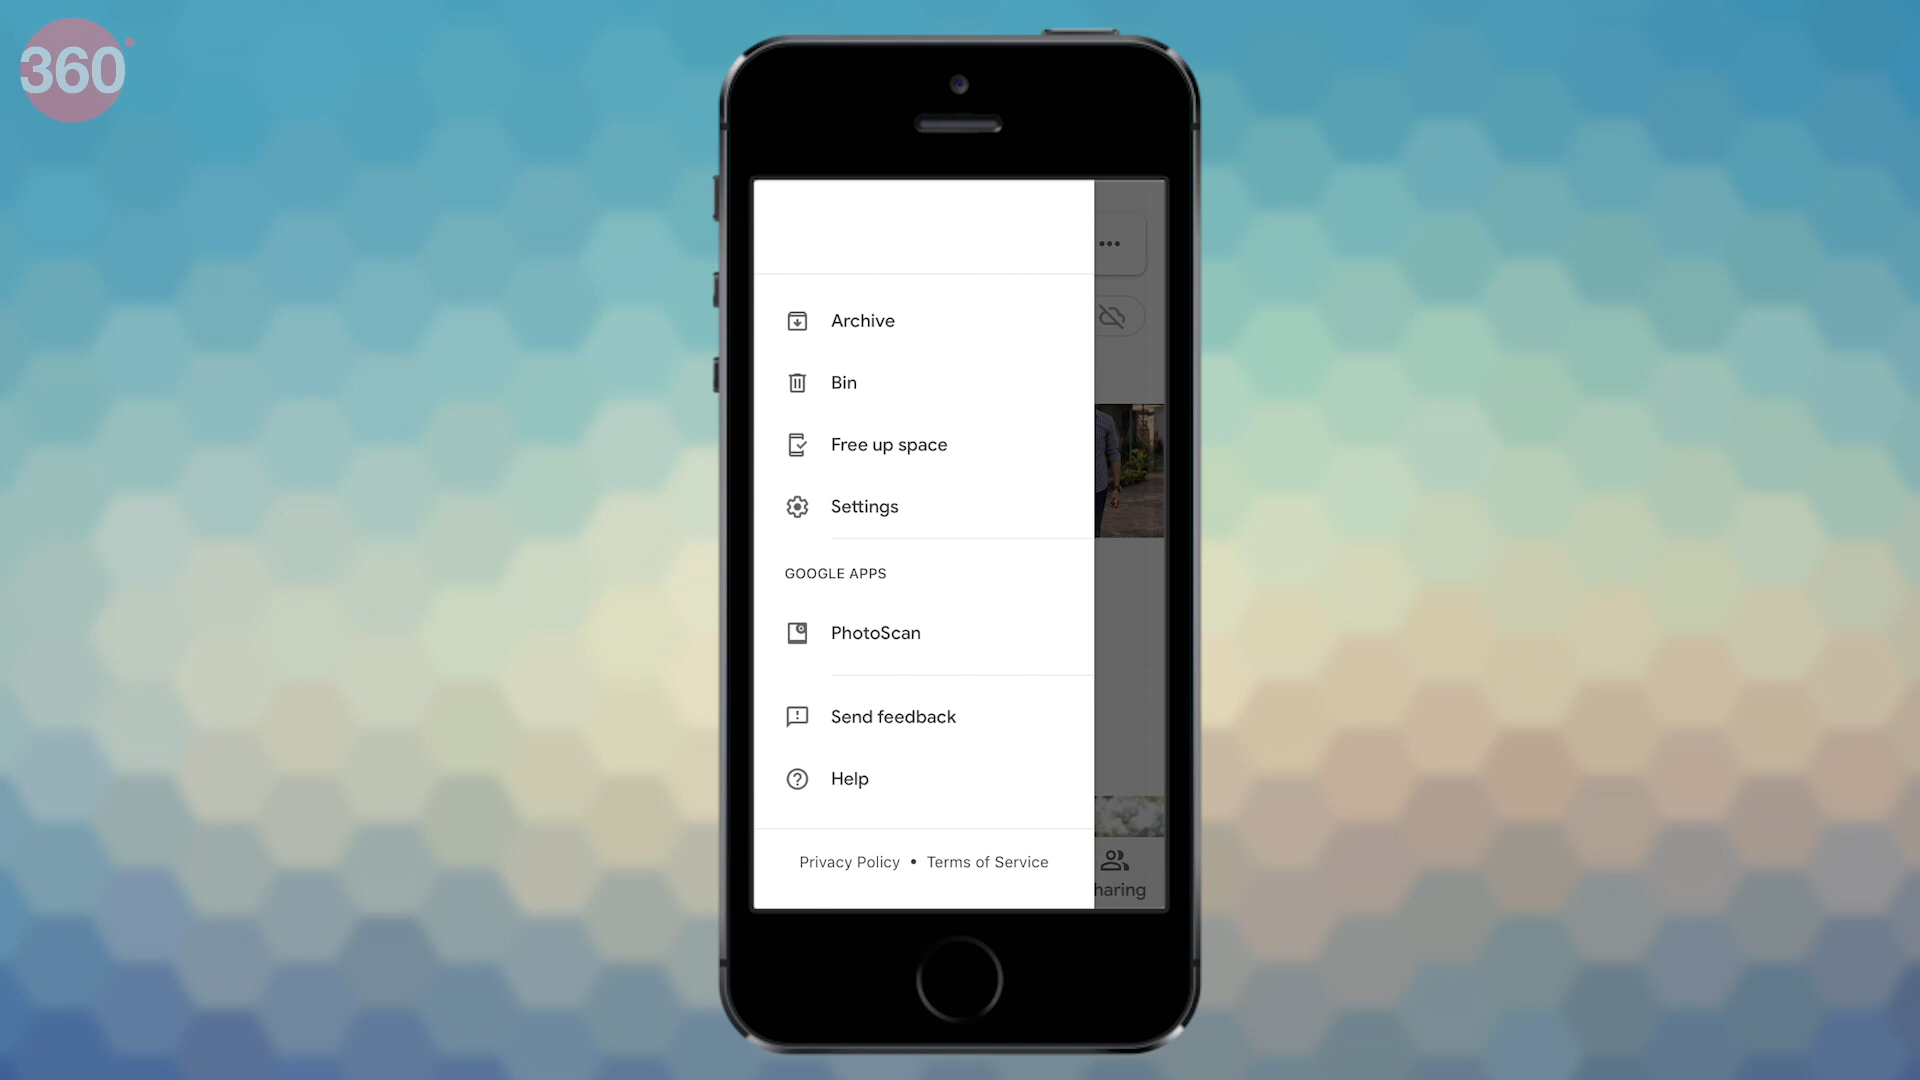 360
Archive
Bin
Free up space
Settings
GOOGLE APPS
PhotoScan
Send feedback
Help
Privacy Policy • Terms of Service
haring